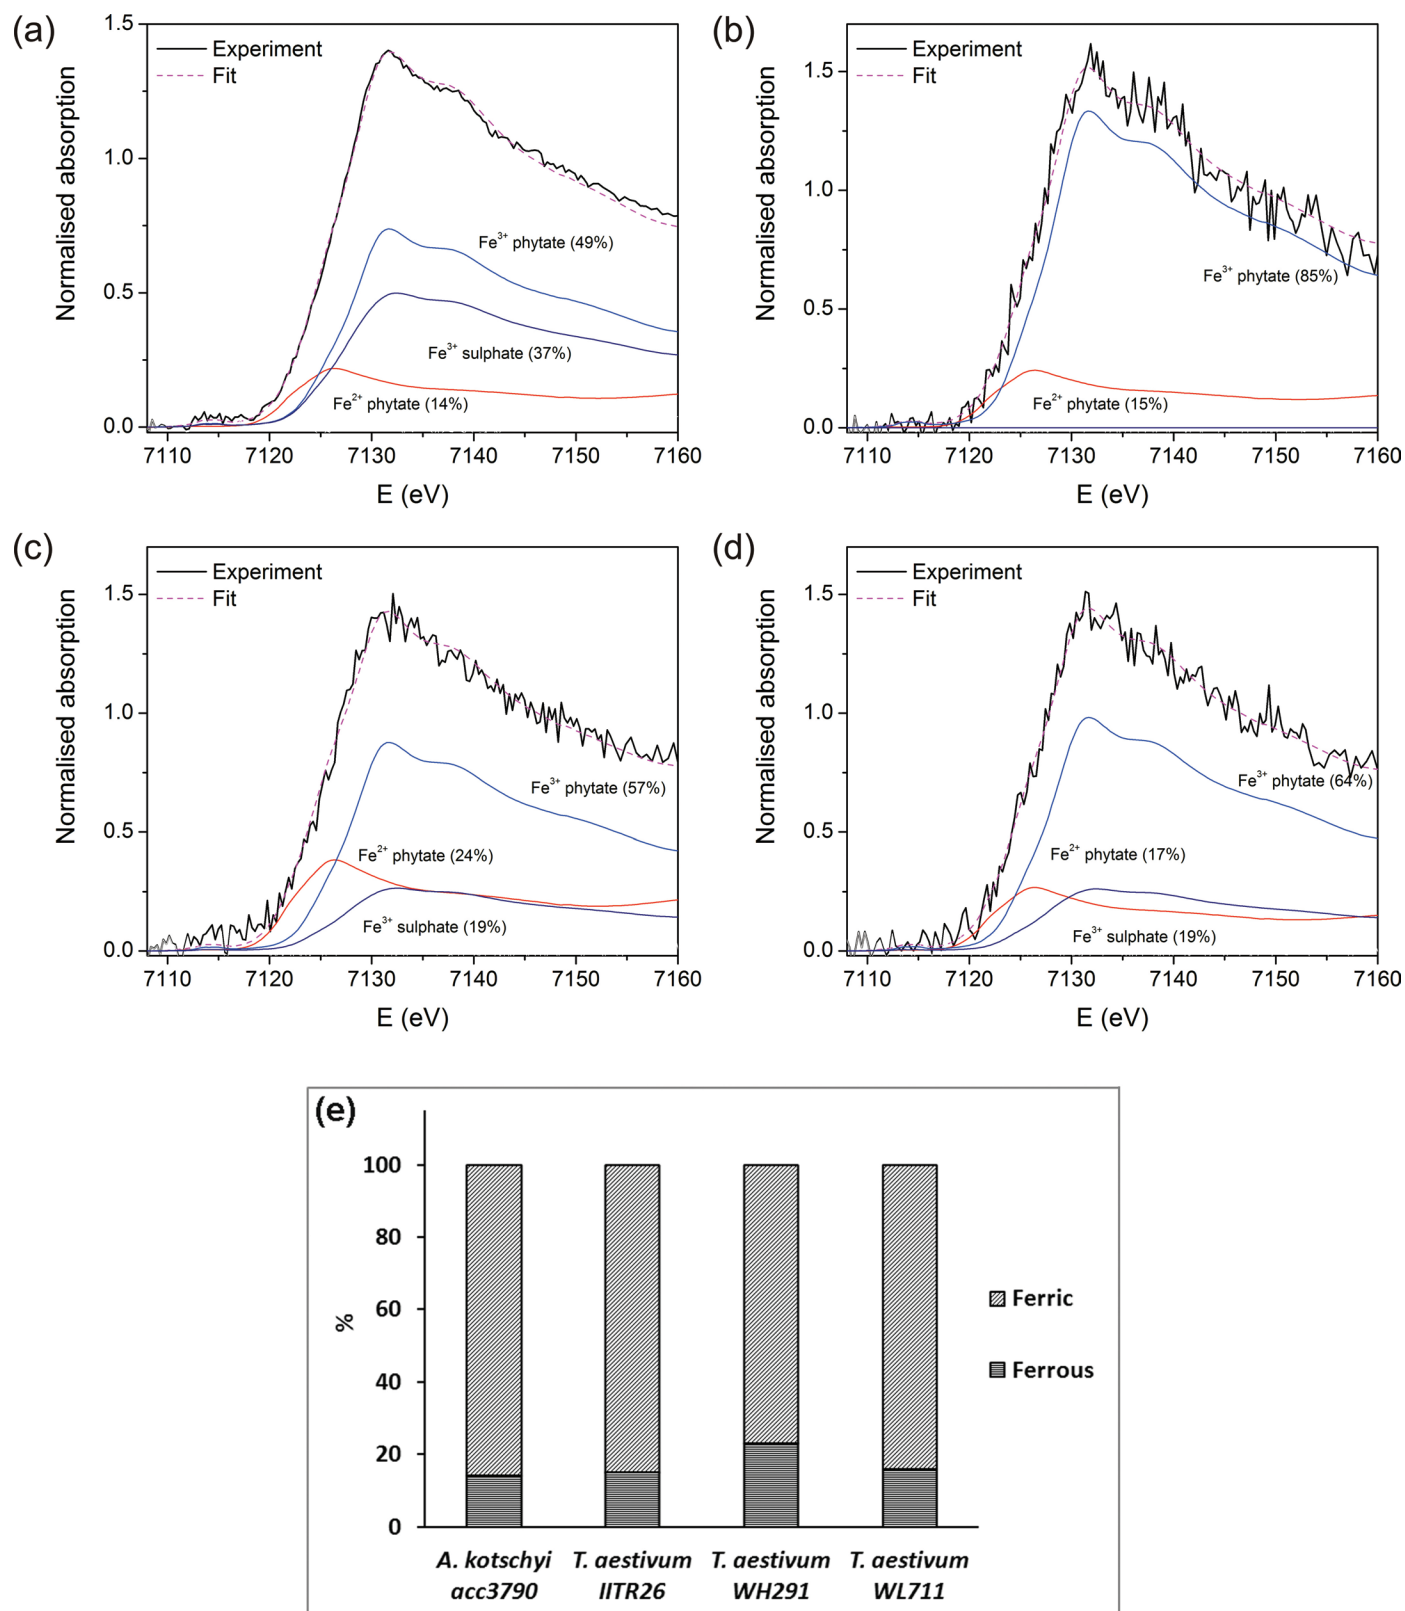 (a)
1.5
1.0
0.5
0.0
Normalised absorption
Experiment
Fit
Fe³⁺ phytate (49%)
Fe³⁺ sulphate (37%)
Fe²⁺ phytate (14%)
7110 7120 7130 7140 7150 7160
E (eV)
(b)
1.5
1.0
0.5
0.0
Normalised absorption
Experiment
Fit
Fe³⁺ phytate (85%)
Fe²⁺ phytate (15%)
7110 7120 7130 7140 7150 7160
E (eV)
(c)
1.5
1.0
0.5
0.0
Normalised absorption
Experiment
Fit
Fe³⁺ phytate (57%)
Fe²⁺ phytate (24%)
Fe³⁺ sulphate (19%)
7110 7120 7130 7140 7150 7160
E (eV)
(d)
1.5
1.0
0.5
0.0
Normalised absorption
Experiment
Fit
Fe³⁺ phytate (64%)
Fe²⁺ phytate (17%)
Fe³⁺ sulphate (19%)
7110 7120 7130 7140 7150 7160
E (eV)
(e)
100
80
60
40
20
0
%
Ferric
Ferrous
A. kotschyi T. aestivum T. aestivum T. aestivum
acc3790 IITR26 WH291 WL711